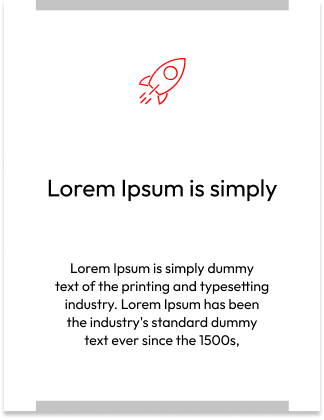 Lorem Ipsum is simply
Lorem Ipsum is simply dummy
text of the printing and typesetting
industry. Lorem Ipsum has been
the industry's standard dummy
text ever since the 1500s,